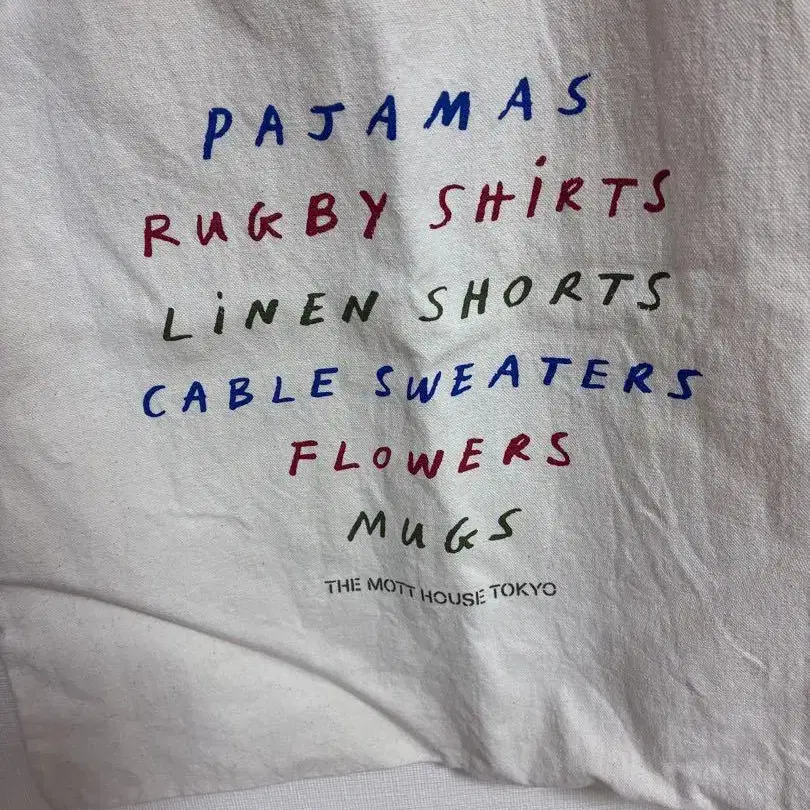 PAJAMAS
RUGBY SHiRTS
LiNEN SHORTS
CABLE SWEATERS
FLOWERS
MUGS
THE MOTT HOUSE TOKYO